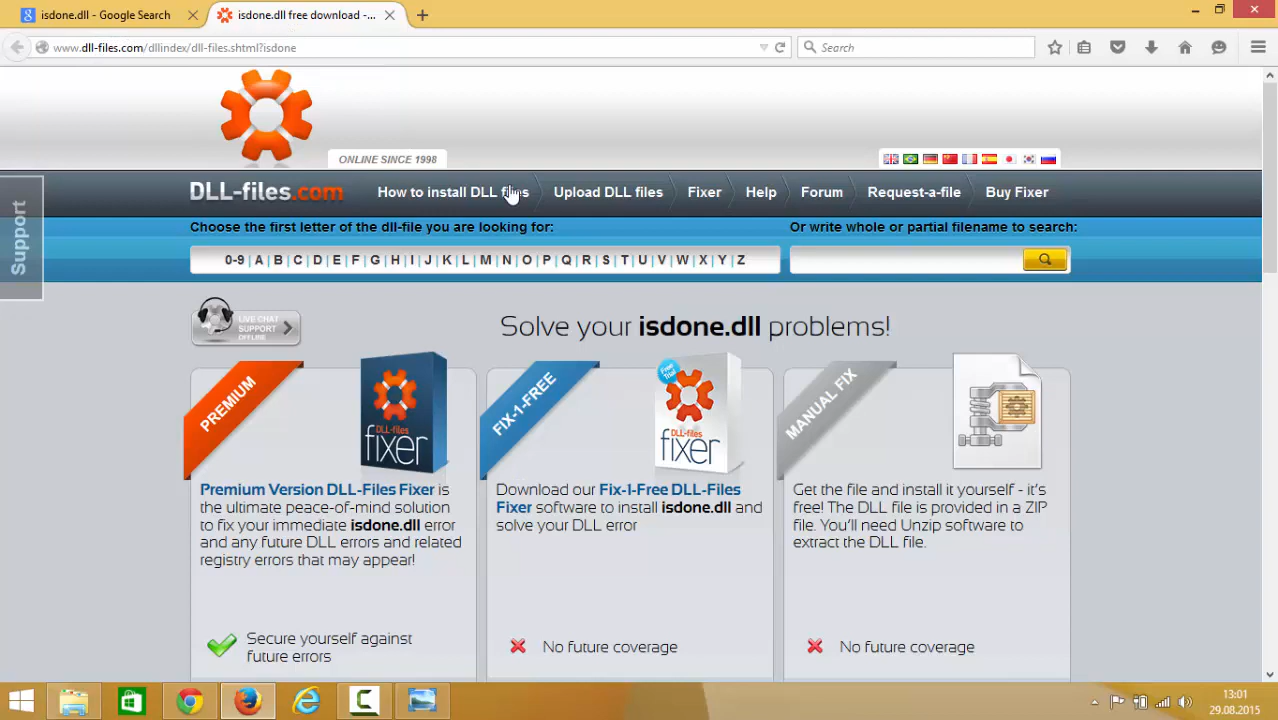 isdone.dll - Google Search
isdone.dll free download -...
www.dll-files.com/dllindex/dll-files.shtml?isdone
Search
ONLINE SINCE 1998
DLL-files.com
How to install DLL files
Upload DLL files
Fixer
Help
Forum
Request-a-file
Buy Fixer
Support
Choose the first letter of the dll-file you are looking for:
Or write whole or partial filename to search:
0-9 | A | B | C | D | E | F | G | H | I | J | K | L | M | N | O | P | Q | R | S | T | U | V | W | X | Y | Z
LIVE CHAT
SUPPORT
OFFLINE
Solve your isdone.dll problems!
PREMIUM
DLL-files
fixer
Premium Version DLL-Files Fixer is
the ultimate peace-of-mind solution
to fix your immediate isdone.dll error
and any future DLL errors and related
registry errors that may appear!
Secure yourself against
future errors
FIX-1-FREE
Free
Trial
DLL-files
fixer
Download our Fix-1-Free DLL-Files
Fixer software to install isdone.dll and
solve your DLL error
No future coverage
MANUAL FIX
Get the file and install it yourself - it's
free! The DLL file is provided in a ZIP
file. You'll need Unzip software to
extract the DLL file.
No future coverage
13:01
29.08.2015